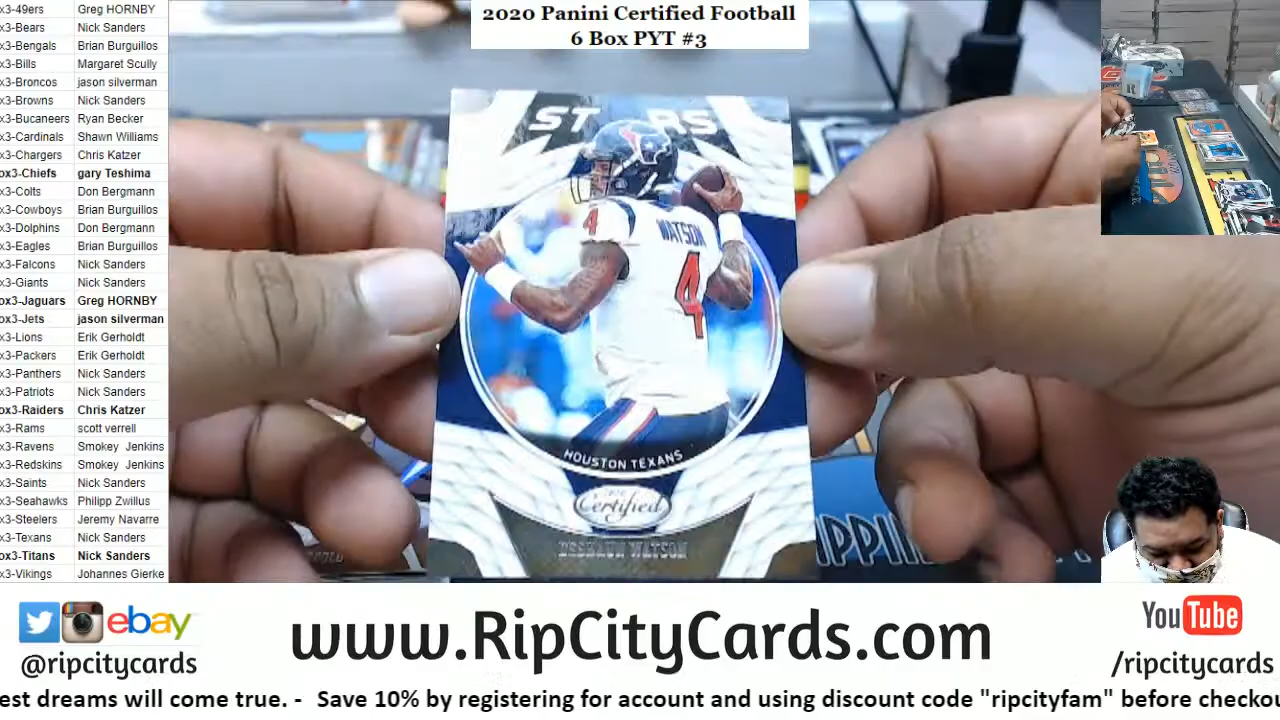 2020 Panini Certified Football
6 Box PYT #3
x3-49ers Greg HORNBY
x3-Bears Nick Sanders
x3-Bengals Brian Burguillos
x3-Bills Margaret Scully
x3-Broncos jason silverman
x3-Browns Nick Sanders
x3-Bucaneers Ryan Becker
x3-Cardinals Shawn Williams
x3-Chargers Chris Katzer
ox3-Chiefs gary Teshima
x3-Colts Don Bergmann
x3-Cowboys Brian Burguillos
x3-Dolphins Don Bergmann
x3-Eagles Brian Burguillos
x3-Falcons Nick Sanders
x3-Giants Nick Sanders
ox3-Jaguars Greg HORNBY
ox3-Jets jason silverman
x3-Lions Erik Gerholdt
x3-Packers Erik Gerholdt
x3-Panthers Nick Sanders
x3-Patriots Nick Sanders
ox3-Raiders Chris Katzer
x3-Rams scott verrell
x3-Ravens Smokey Jenkins
x3-Redskins Smokey Jenkins
x3-Saints Nick Sanders
x3-Seahawks Philipp Zwillus
x3-Steelers Jeremy Navarre
x3-Texans Nick Sanders
ox3-Titans Nick Sanders
x3-Vikings Johannes Gierke
STARS
4
WATSON
4
HOUSTON TEXANS
Certified
DESHAUN WATSON
IPPIN
ebay
@ripcitycards
www.RipCityCards.com
YouTube
/ripcitycards
est dreams will come true. - Save 10% by registering for account and using discount code "ripcityfam" before checkou